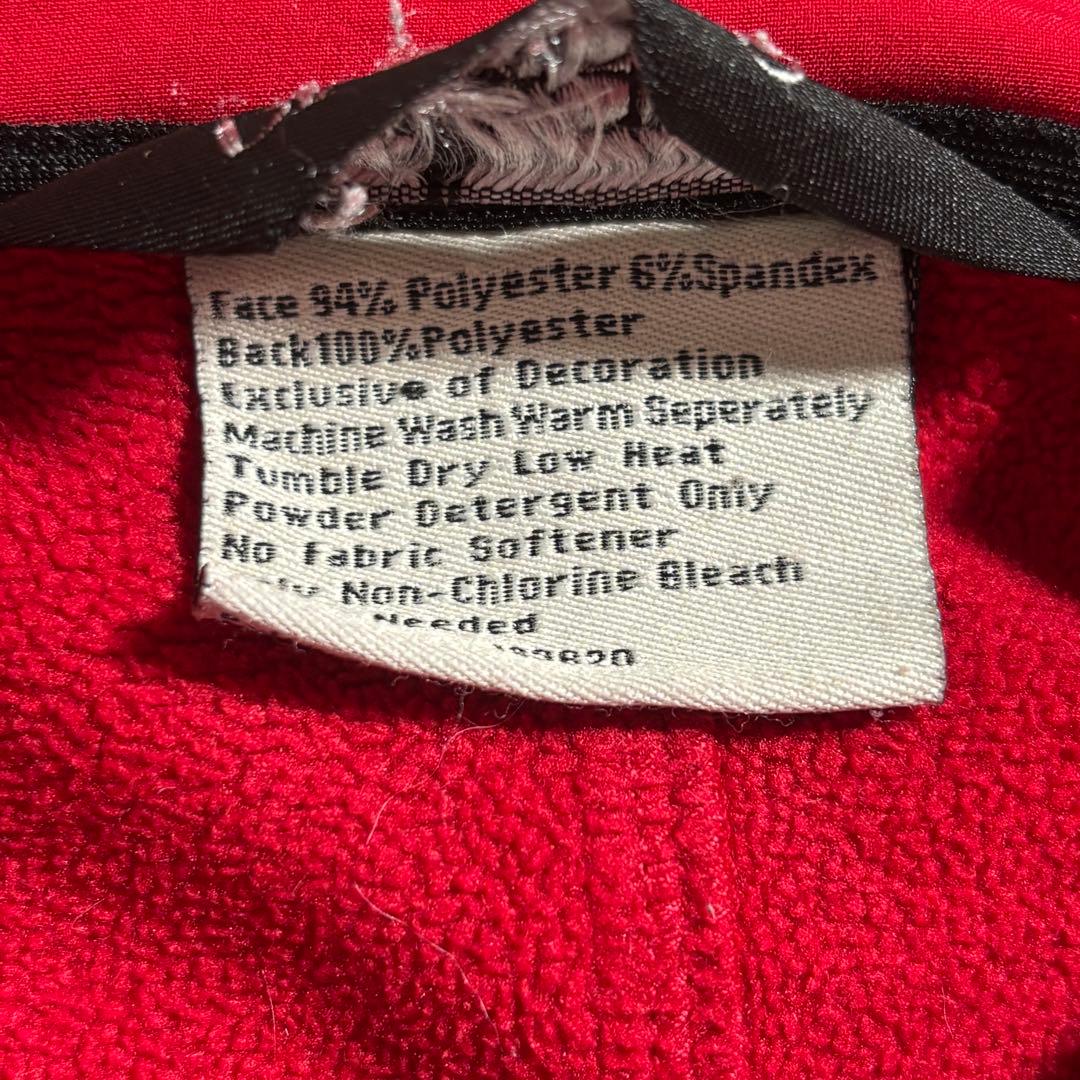 Face 94% Polyester 6%Spandex
Back100%Polyester
Exclusive of Decoration
Machine Wash Warm Seperately
Tumble Dry Low Heat
Powder Detergent Only
No Fabric Softener
Non-Chlorine Bleach
Needed